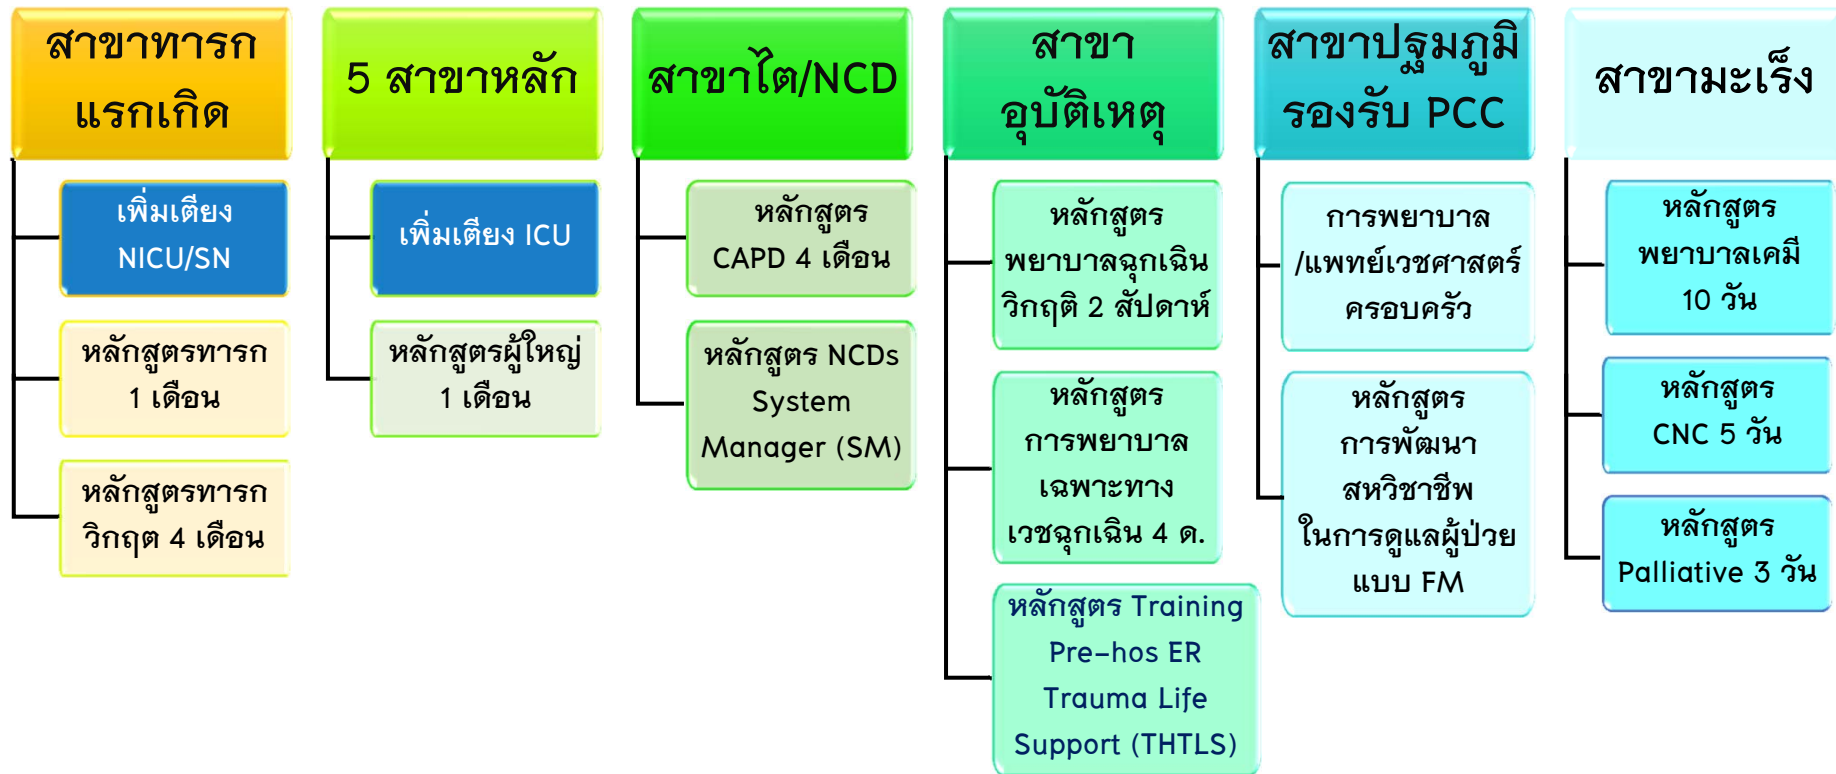 สาขาทารก
แรกเกิด
เพิ่มเตียง
NICU/SN
หลักสูตรทารก
1 เดือน
หลักสูตรทารก
วิกฤต 4 เดือน
5 สาขาหลัก
เพิ่มเตียง ICU
หลักสูตรผู้ใหญ่
1 เดือน
สาขาไต/NCD
หลักสูตร
CAPD 4 เดือน
หลักสูตร NCDs
System
Manager (SM)
สาขา
อุบัติเหตุ
หลักสูตร
พยาบาลฉุกเฉิน
วิกฤติ 2 สัปดาห์
หลักสูตร
การพยาบาล
เฉพาะทาง
เวชฉุกเฉิน 4 ด.
หลักสูตร Training
Pre-hos ER
Trauma Life
Support (THTLS)
สาขาปฐมภูมิ
รองรับ PCC
การพยาบาล
/แพทย์เวชศาสตร์
ครอบครัว
หลักสูตร
การพัฒนา
สหวิชาชีพ
ในการดูแลผู้ป่วย
แบบ FM
สาขามะเร็ง
หลักสูตร
พยาบาลเคมี
10 วัน
หลักสูตร
CNC 5 วัน
หลักสูตร
Palliative 3 วัน